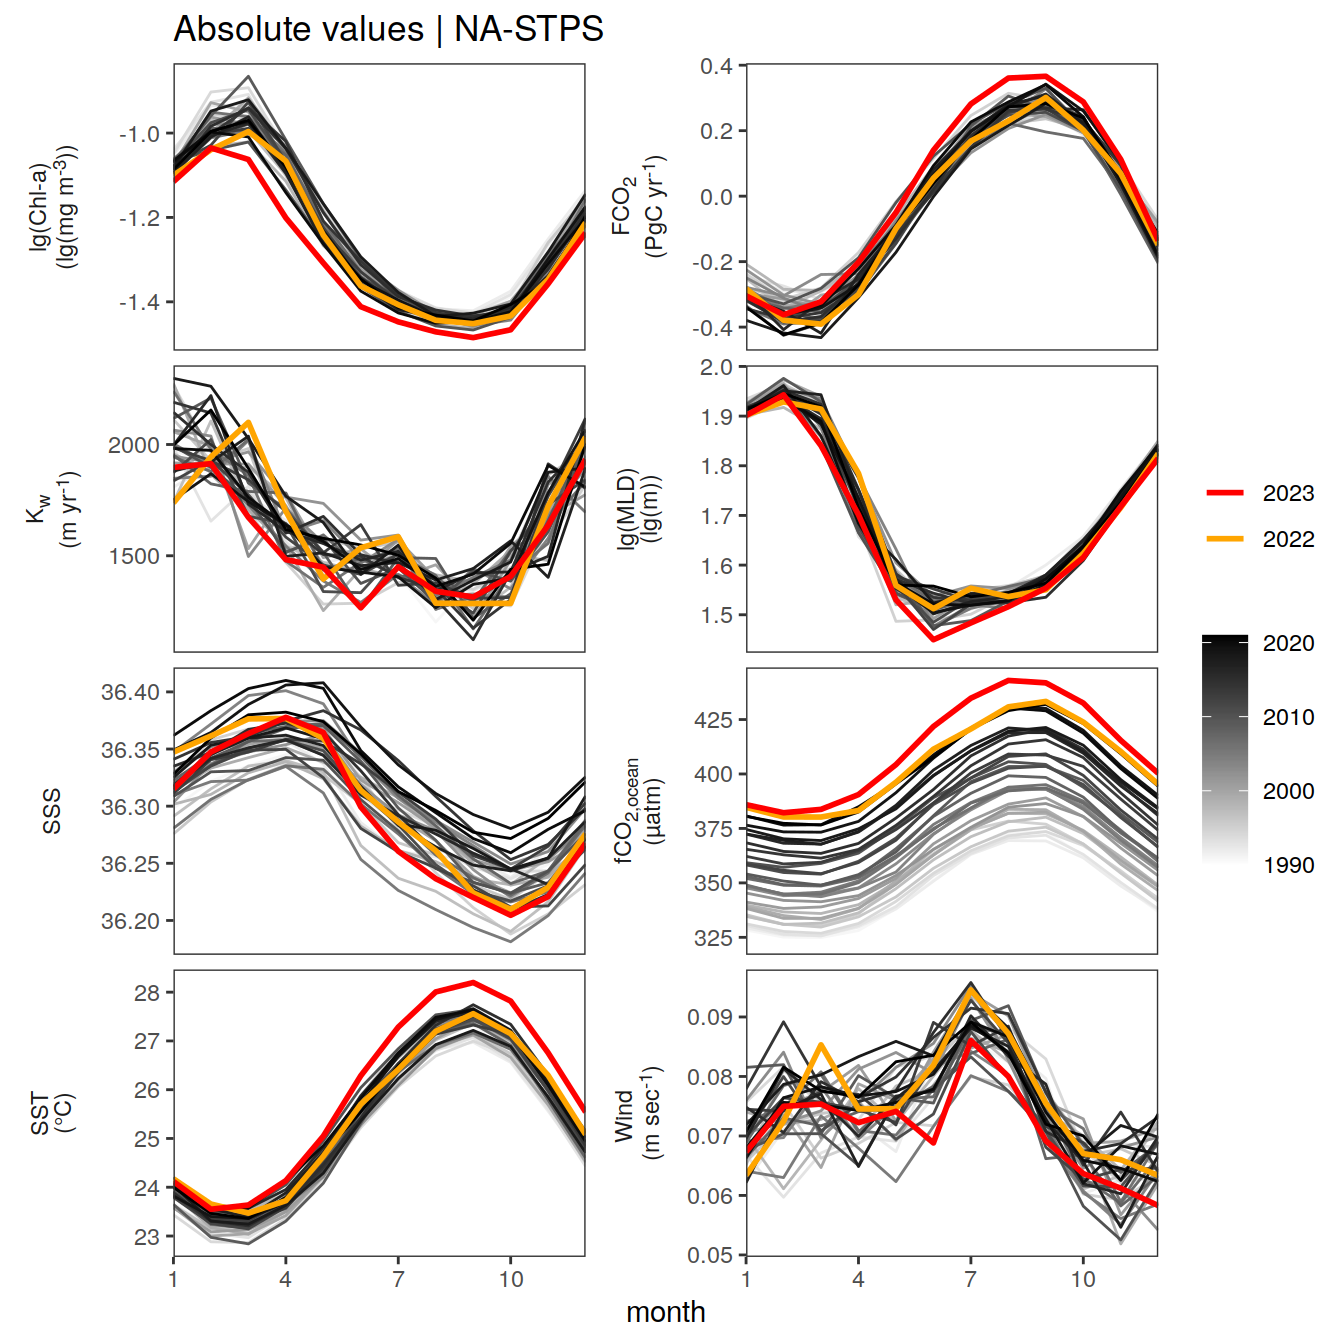 Absolute values | NA-STPS
lg(Chl-a)
(lg(mg m⁻³))
-1.0
-1.2
-1.4
FCO₂
(PgC yr⁻¹)
0.4
0.2
0.0
-0.2
-0.4
K_w
(m yr⁻¹)
2000
1500
lg(MLD)
(lg(m))
2.0
1.9
1.8
1.7
1.6
1.5
SSS
36.40
36.35
36.30
36.25
36.20
fCO₂,ocean
(µatm)
425
400
375
350
325
SST
(°C)
28
27
26
25
24
23
Wind
(m sec⁻¹)
0.09
0.08
0.07
0.06
0.05
1 4 7 10
1 4 7 10
month
2023
2022
2020
2010
2000
1990